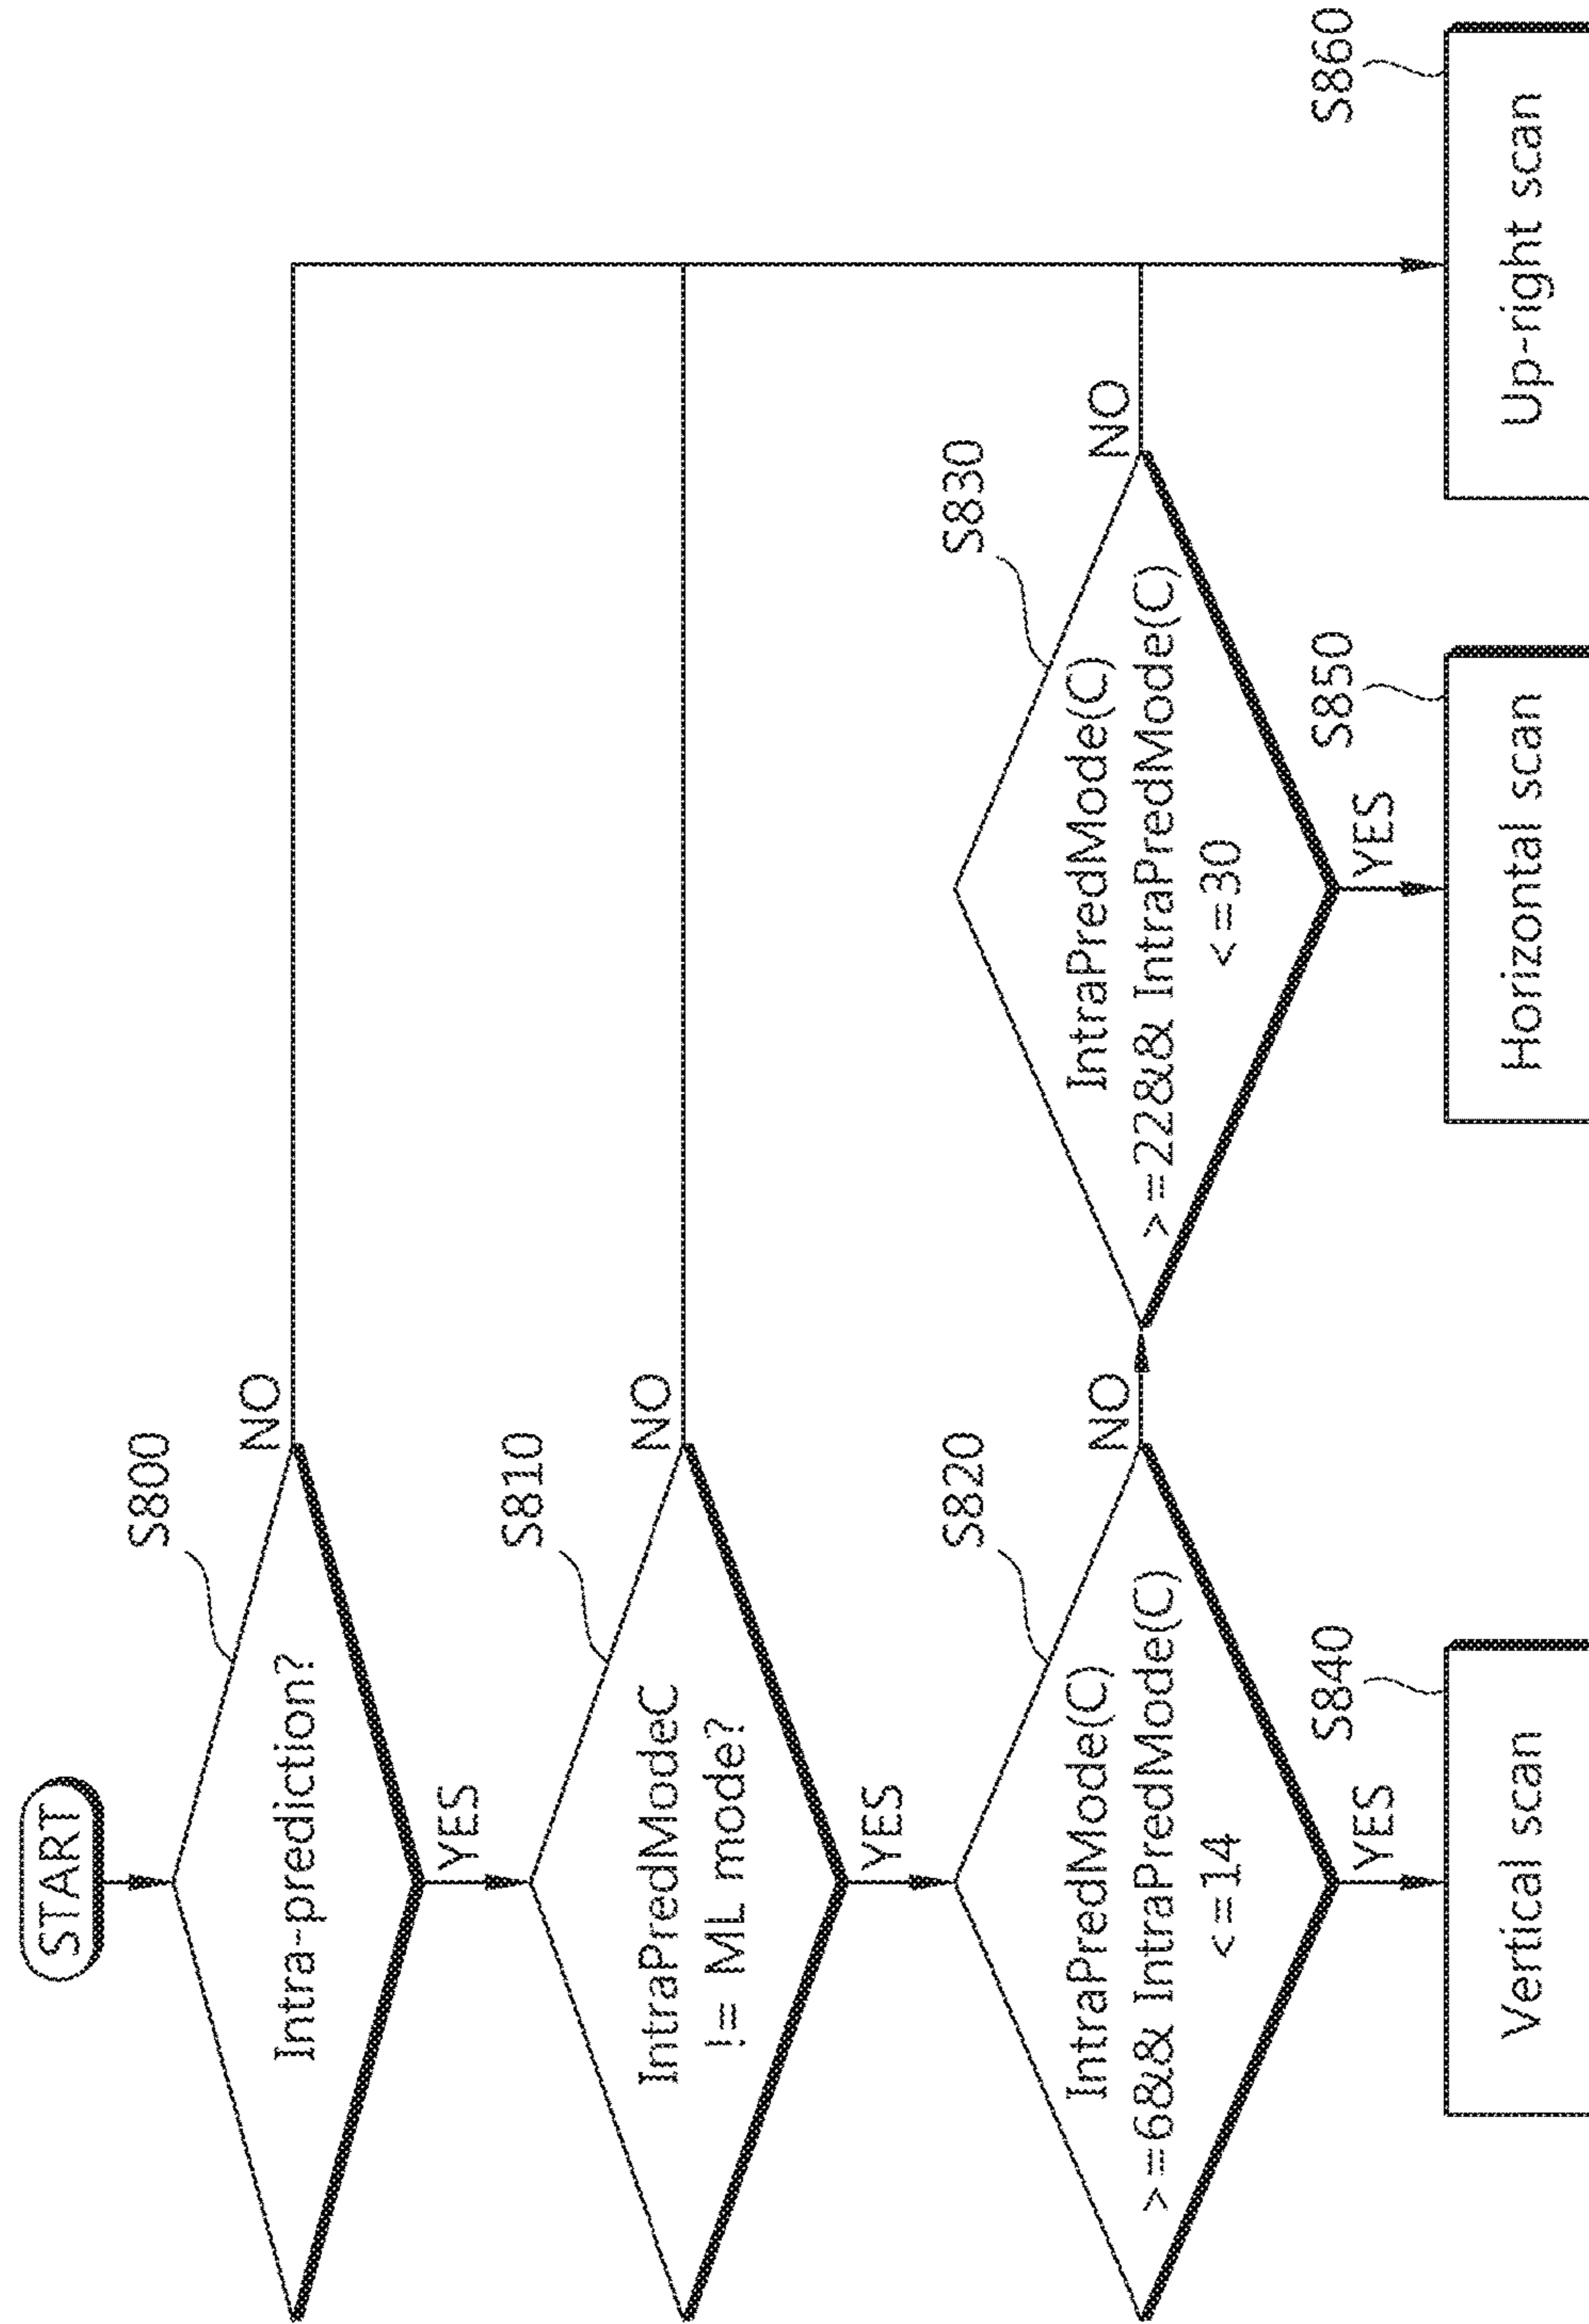 START
S800
Intra-prediction?
NO
YES
S810
IntraPredModeC
!= ML mode?
NO
YES
S820
IntraPredMode(C)
>=6&& IntraPredMode(C)
<=14
NO
YES
S830
IntraPredMode(C)
>=22&& IntraPredMode(C)
<=30
NO
YES
S840
Vertical scan
S850
Horizontal scan
S860
Up-right scan